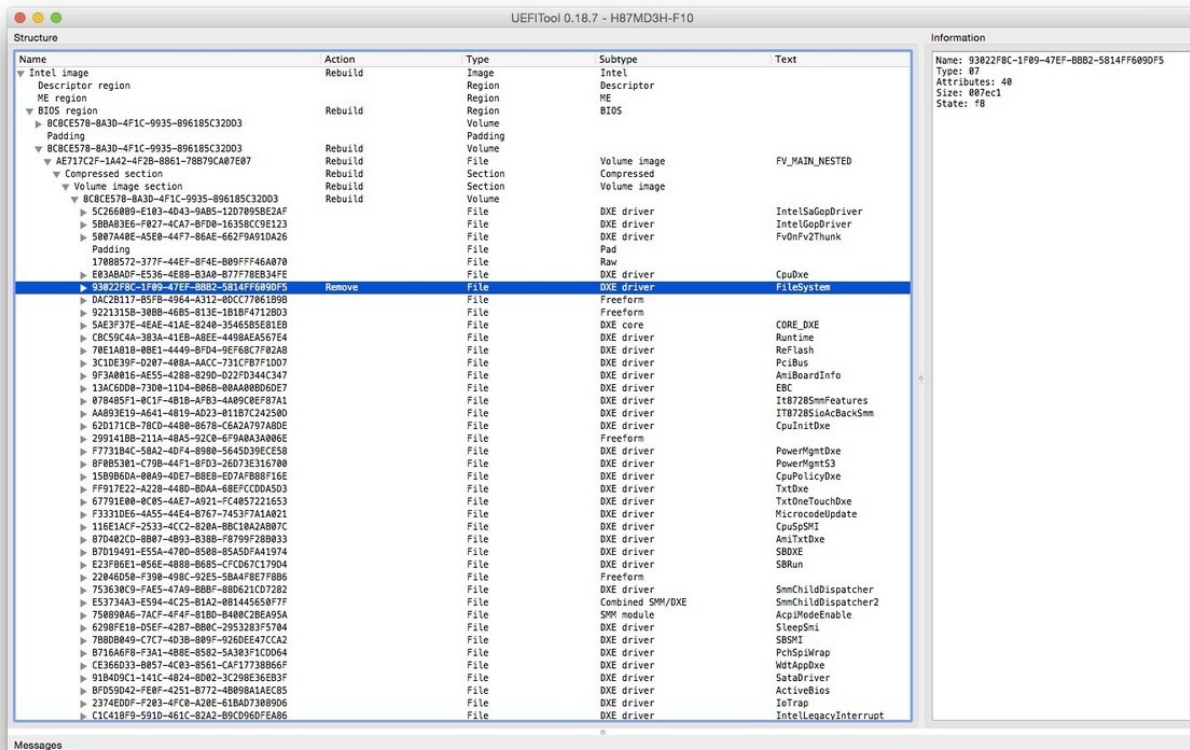 UEFITool 0.18.7 - H87MD3H-F10
Structure
Information
Name Action Type Subtype Text
Intel image Rebuild Image Intel
Descriptor region Region Descriptor
ME region Region ME
BIOS region Rebuild Region BIOS
8C8CE578-8A3D-4F1C-9935-896185C32DD3 Volume
Padding Padding
8C8CE578-8A3D-4F1C-9935-896185C32DD3 Rebuild Volume
AE717C2F-1A42-4F2B-8861-78B79CA07E07 Rebuild File Volume image FV_MAIN_NESTED
Compressed section Rebuild Section Compressed
Volume image section Rebuild Section Volume image
8C8CE578-8A3D-4F1C-9935-896185C32DD3 Rebuild Volume
5C266089-E103-4D43-9AB5-12D7095BE2AF File DXE driver IntelSaGopDriver
5BBA83E6-F027-4CA7-BFD0-16358CC9E123 File DXE driver IntelGopDriver
5007A40E-A5E0-44F7-86AE-662F9A91DA26 File DXE driver FvOnFv2Thunk
Padding File Pad
17088572-377F-44EF-8F4E-B09FFF46A070 File Raw
E03ABADF-E536-4E88-B3A0-B77F78EB34FE File DXE driver CpuDxe
93022F8C-1F09-47EF-BBB2-5814FF609DF5 Remove File DXE driver FileSystem
DAC2B117-B5FB-4964-A312-0DCC77061B9B File Freeform
9221315B-30BB-46B5-813E-1B1BF4712BD3 File Freeform
5AE3F37E-4EAE-41AE-8240-35465B5E81EB File DXE core CORE_DXE
CBC59C4A-383A-41EB-A8EE-4498AEA567E4 File DXE driver Runtime
70E1A818-0BE1-4449-BFD4-9EF68C7F02A8 File DXE driver ReFlash
3C1DE39F-D207-408A-AACC-731CFB7F1DD7 File DXE driver PciBus
9F3A0016-AE55-4288-829D-D22FD344C347 File DXE driver AmiBoardInfo
13AC6DD0-73D0-11D4-B06B-00AA00BD6DE7 File DXE driver EBC
078485F1-0C1F-4B1B-AFB3-4A09C0EF87A1 File DXE driver It8728SmmFeatures
AA893E19-A641-4819-AD23-011B7C24250D File DXE driver IT8728SioAcBackSmm
62D171CB-78CD-4480-8678-C6A2A797A8DE File DXE driver CpuInitDxe
299141BB-211A-48A5-92C0-6F9A0A3A006E File Freeform
F7731B4C-58A2-4DF4-8980-5645D39ECE58 File DXE driver PowerMgmtDxe
8F0B5301-C79B-44F1-8FD3-26D73E316700 File DXE driver PowerMgmtS3
15B9B6DA-00A9-4DE7-B8E8-ED7AFB88F16E File DXE driver CpuPolicyDxe
FF917E22-A228-448D-BDAA-68EFCCDDA5D3 File DXE driver TxtDxe
67791E00-0C05-4AE7-A921-FC4057221653 File DXE driver TxtOneTouchDxe
F3331DE6-4A55-44E4-B767-7453F7A1A021 File DXE driver MicrocodeUpdate
116E1ACF-2533-4CC2-820A-BBC10A2AB07C File DXE driver CpuSpSMI
87D402CD-8B07-4B93-B38B-F8799F28B033 File DXE driver AmiTxtDxe
B7D19491-E55A-470D-8508-85A5DFA41974 File DXE driver SBDXE
E23F86E1-056E-4888-B685-CFCD67C179D4 File DXE driver SBRun
22046D50-F390-498C-92E5-5BA4F8E7F8B6 File Freeform
753630C9-FAE5-47A9-BBBF-88D621CD7282 File DXE driver SmmChildDispatcher
E53734A3-E594-4C25-B1A2-081445650F7F File Combined SMM/DXE SmmChildDispatcher2
750890A6-7ACF-4F4F-81BD-B400C2BEA95A File SMM module AcpiModeEnable
6298FE18-D5EF-42B7-BB0C-2953283F5704 File DXE driver SleepSmi
7B8DB049-C7C7-4D3B-809F-926DEE47CCA2 File DXE driver SBSMI
B716A6F8-F3A1-4B8E-8582-5A303F1CDD64 File DXE driver PchSpiWrap
CE366D33-B057-4C03-8561-CAF17738B66F File DXE driver WdtAppDxe
91B4D9C1-141C-4824-8D02-3C298E36EB3F File DXE driver SataDriver
BFD59D42-FE0F-4251-B772-4B098A1AEC85 File DXE driver ActiveBios
2374EDDF-F203-4FC0-A20E-61BAD73089D6 File DXE driver IoTrap
C1C418F9-591D-461C-82A2-B9CD96DFEA86 File DXE driver IntelLegacyInterrupt
Name: 93022F8C-1F09-47EF-BBB2-5814FF609DF5
Type: 07
Attributes: 40
Size: 007ec1
State: f8
Messages